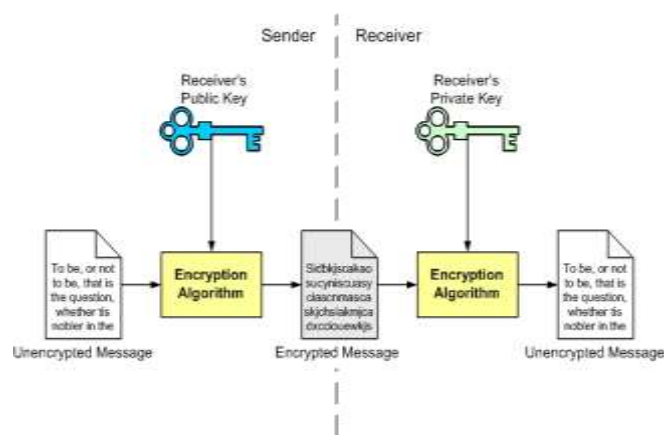 Sender
Receiver
Receiver's
Public Key
Receiver's
Private Key
To be, or not
to be, that is
the question,
whether tis
nobler in the
Encryption
Algorithm
sucyniscuasy
Encryption
Algorithm
To be, or not
to be, that is
the question,
whether tis
nobler in the
Unencrypted Message
Encrypted Message
Unencrypted Message